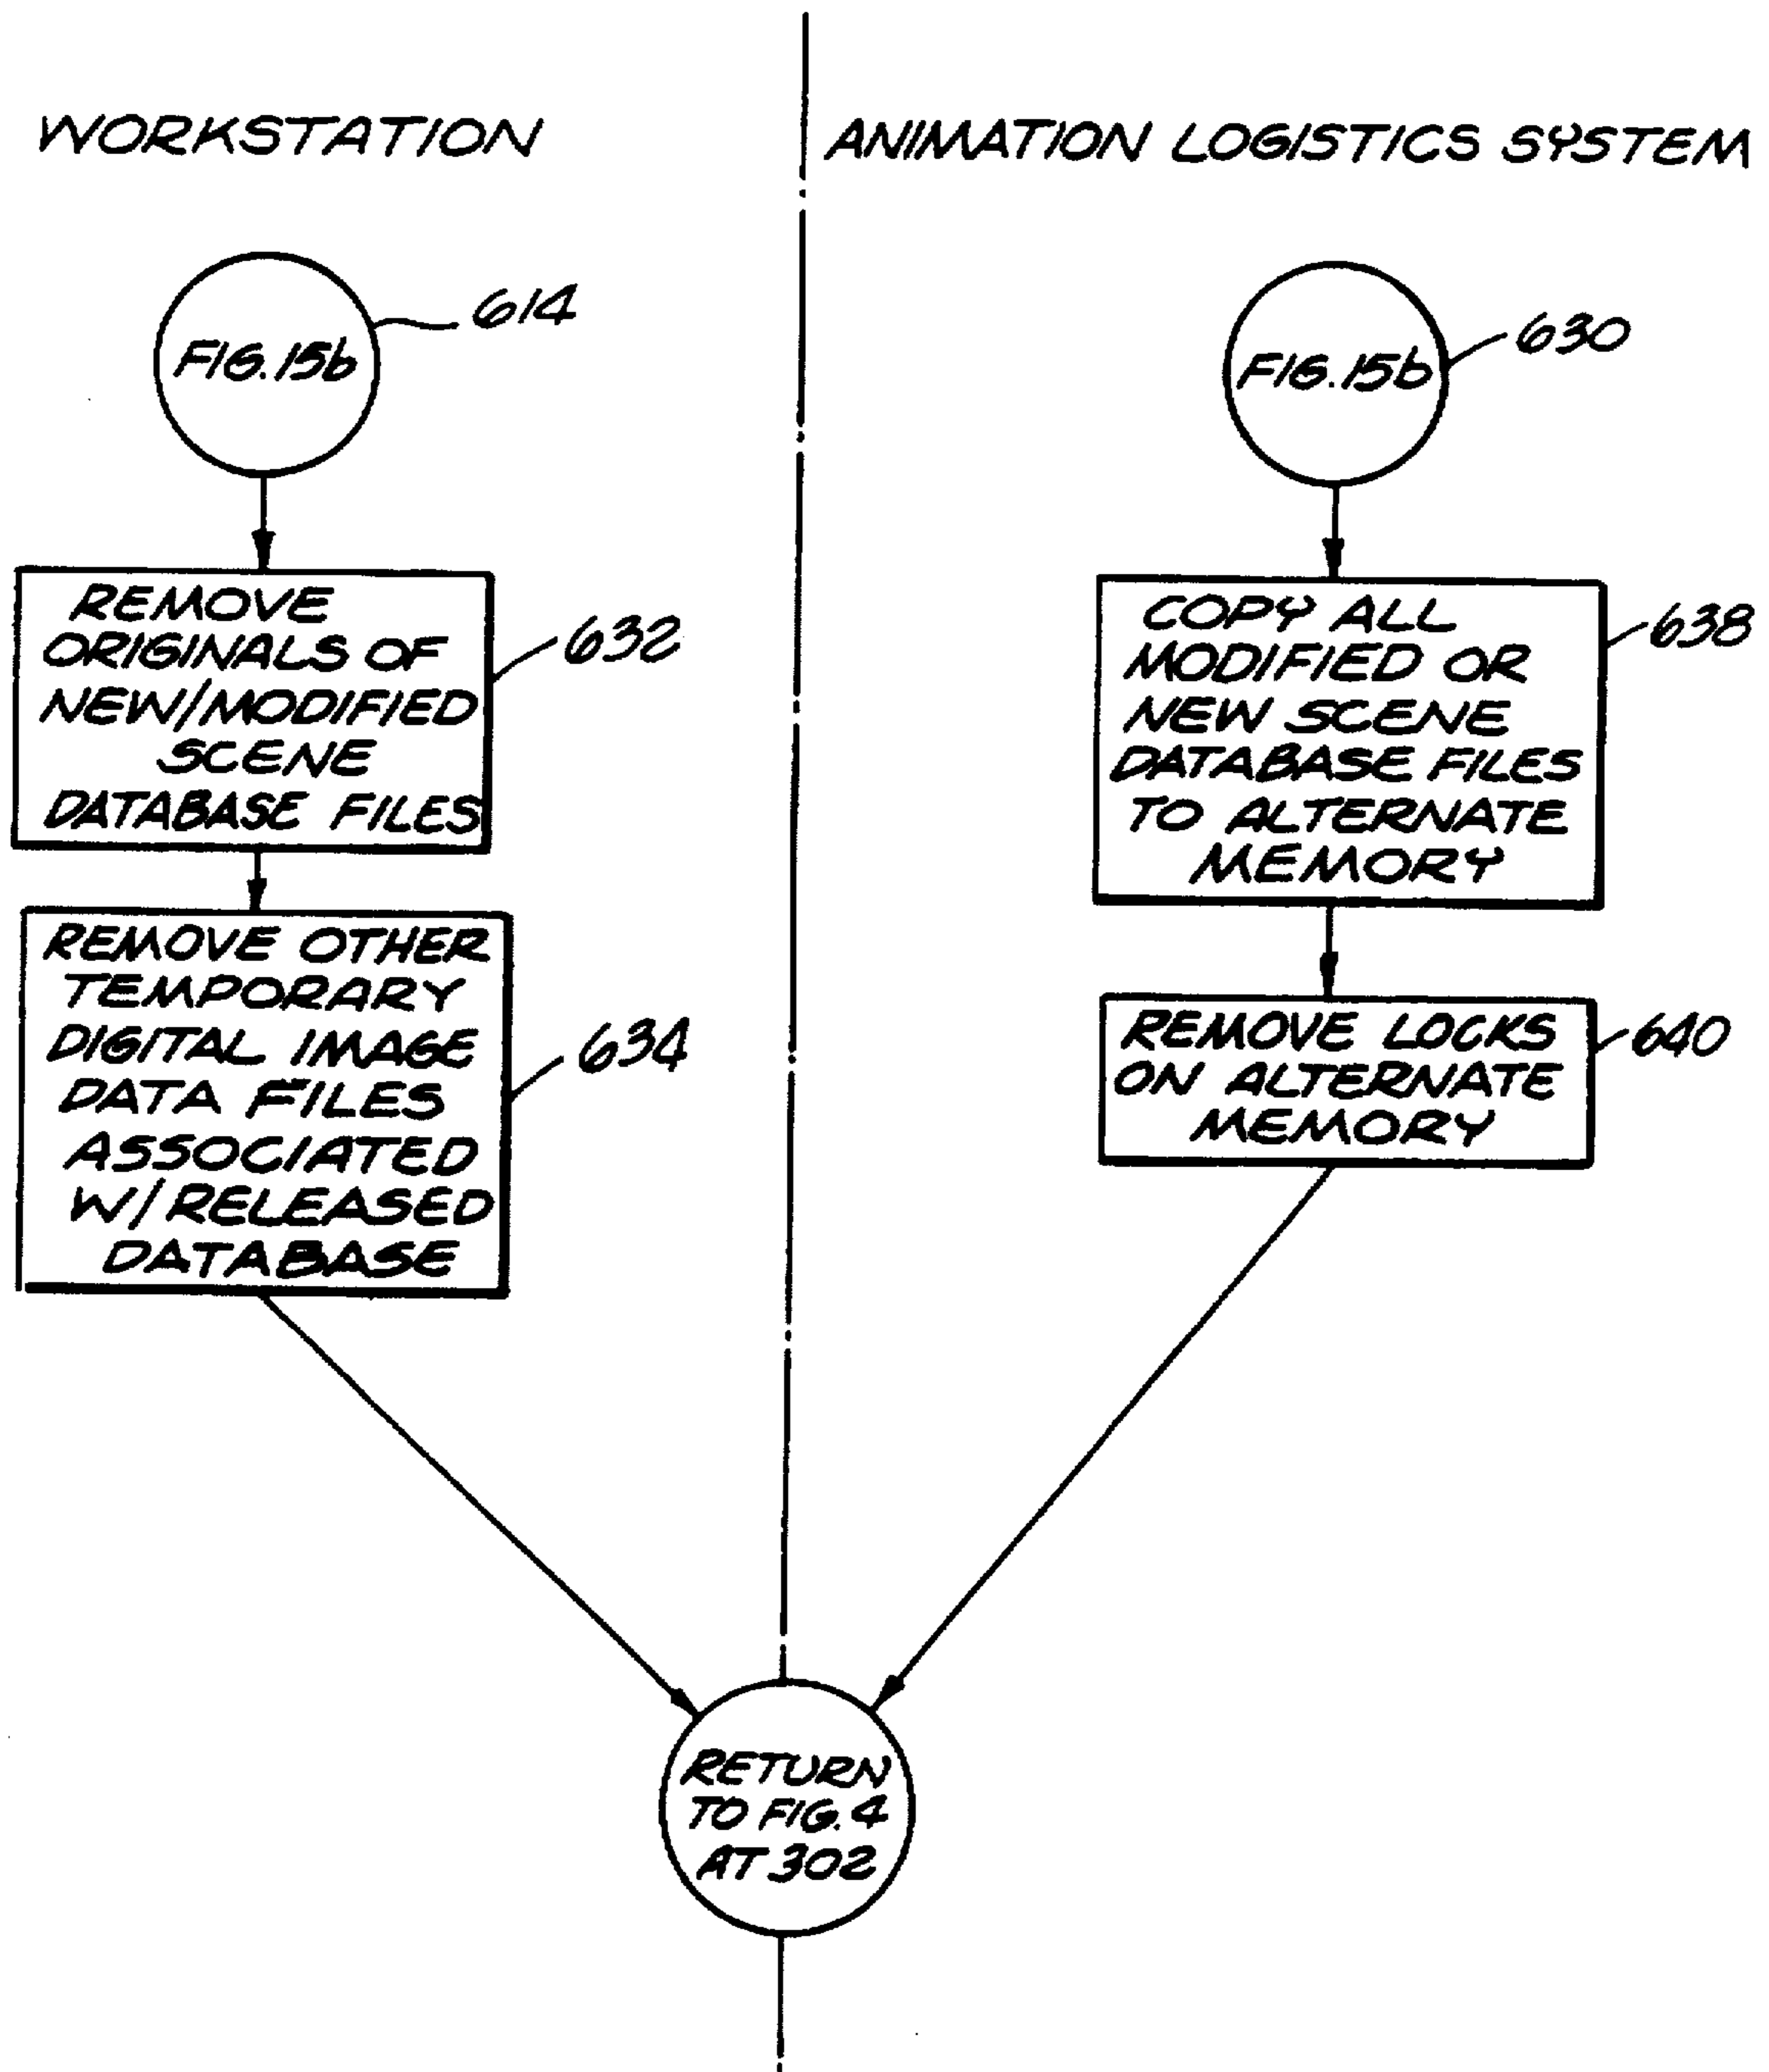 WORKSTATION
ANIMATION LOGISTICS SYSTEM
FIG.15b
614
REMOVE
ORIGINALS OF
NEW/MODIFIED
SCENE
DATABASE FILES
632
REMOVE OTHER
TEMPORARY
DIGITAL IMAGE
DATA FILES
ASSOCIATED
W/RELEASED
DATABASE
634
FIG.15b
630
COPY ALL
MODIFIED OR
NEW SCENE
DATABASE FILES
TO ALTERNATE
MEMORY
638
REMOVE LOCKS
ON ALTERNATE
MEMORY
640
RETURN
TO FIG.4
AT 302